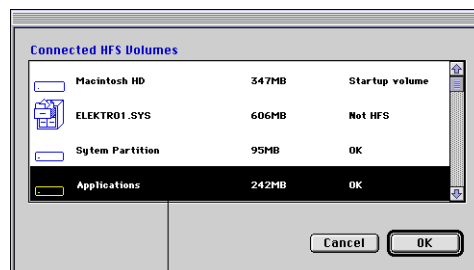 Connected HFS Volumes
Macintosh HD 347MB Startup volume
ELEKTRO1.SYS 606MB Not HFS
Sytem Partition 95MB OK
Applications 242MB OK
Cancel OK